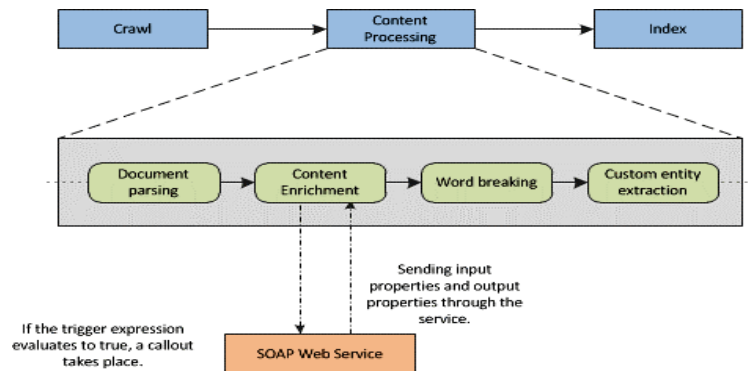 Crawl
Content
Processing
Index
Document
parsing
Content
Enrichment
Word breaking
Custom entity
extraction
Sending input
properties and output
properties through the
service.
If the trigger expression
evaluates to true, a callout
takes place.
SOAP Web Service